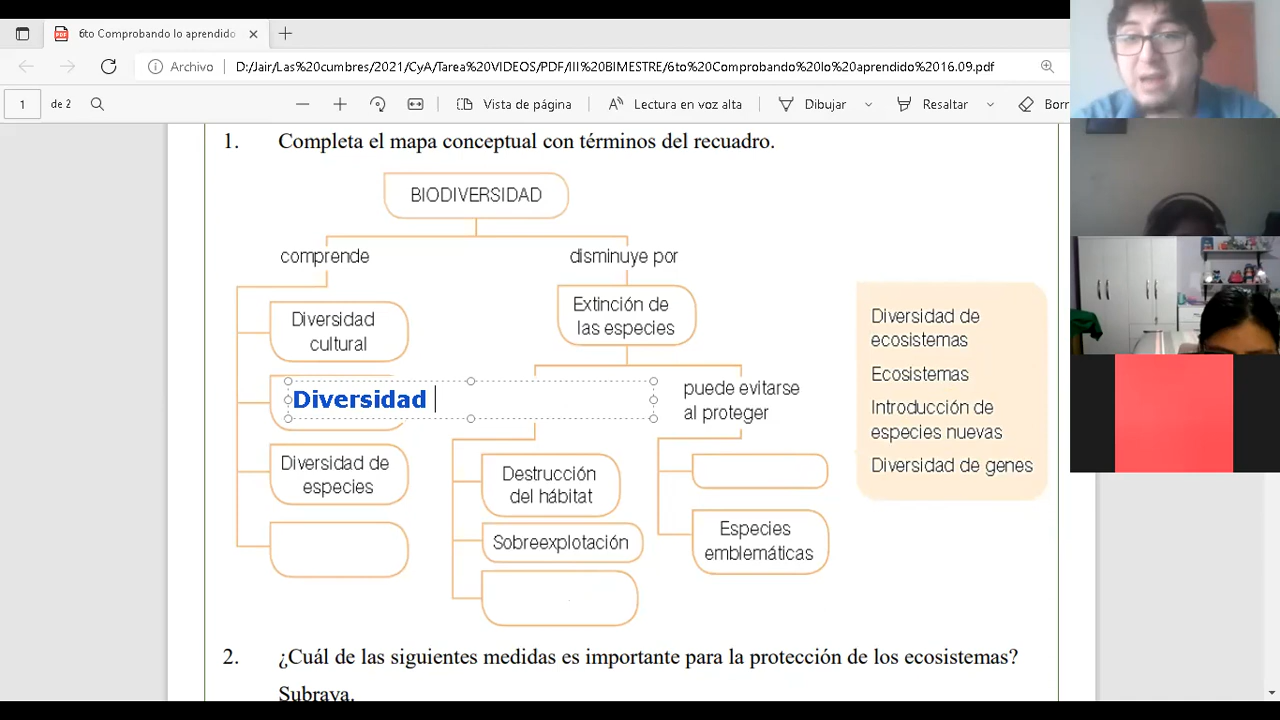 6to Comprobando lo aprendido
Archivo
D:/Jair/Las%20cumbres/2021/CyA/Tarea%20VIDEOS/PDF/III%20BIMESTRE/6to%20Comprobando%20lo%20aprendido%2016.09.pdf
1
de 2
Vista de página
Lectura en voz alta
Dibujar
Resaltar
Borr
1. Completa el mapa conceptual con términos del recuadro.
BIODIVERSIDAD
comprende
disminuye por
Diversidad
cultural
Extinción de
las especies
Diversidad
puede evitarse
al proteger
Diversidad de
especies
Destrucción
del hábitat
Sobreexplotación
Especies
emblemáticas
Diversidad de
ecosistemas
Ecosistemas
Introducción de
especies nuevas
Diversidad de genes
2. ¿Cuál de las siguientes medidas es importante para la protección de los ecosistemas?
Subraya.